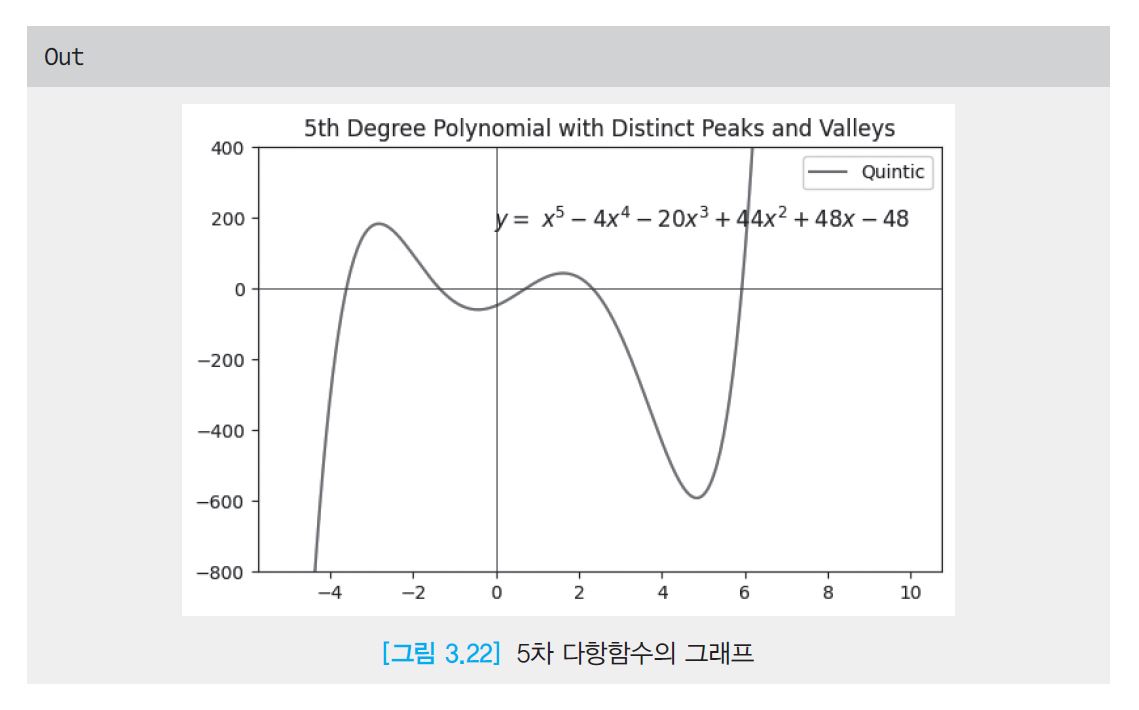 Out
5th Degree Polynomial with Distinct Peaks and Valleys
400
Quintic
200
y = x⁵ − 4x⁴ − 20x³ + 44x² + 48x − 48
0
−200
−400
−600
−800
−4 −2 0 2 4 6 8 10
[그림 3.22] 5차 다항함수의 그래프